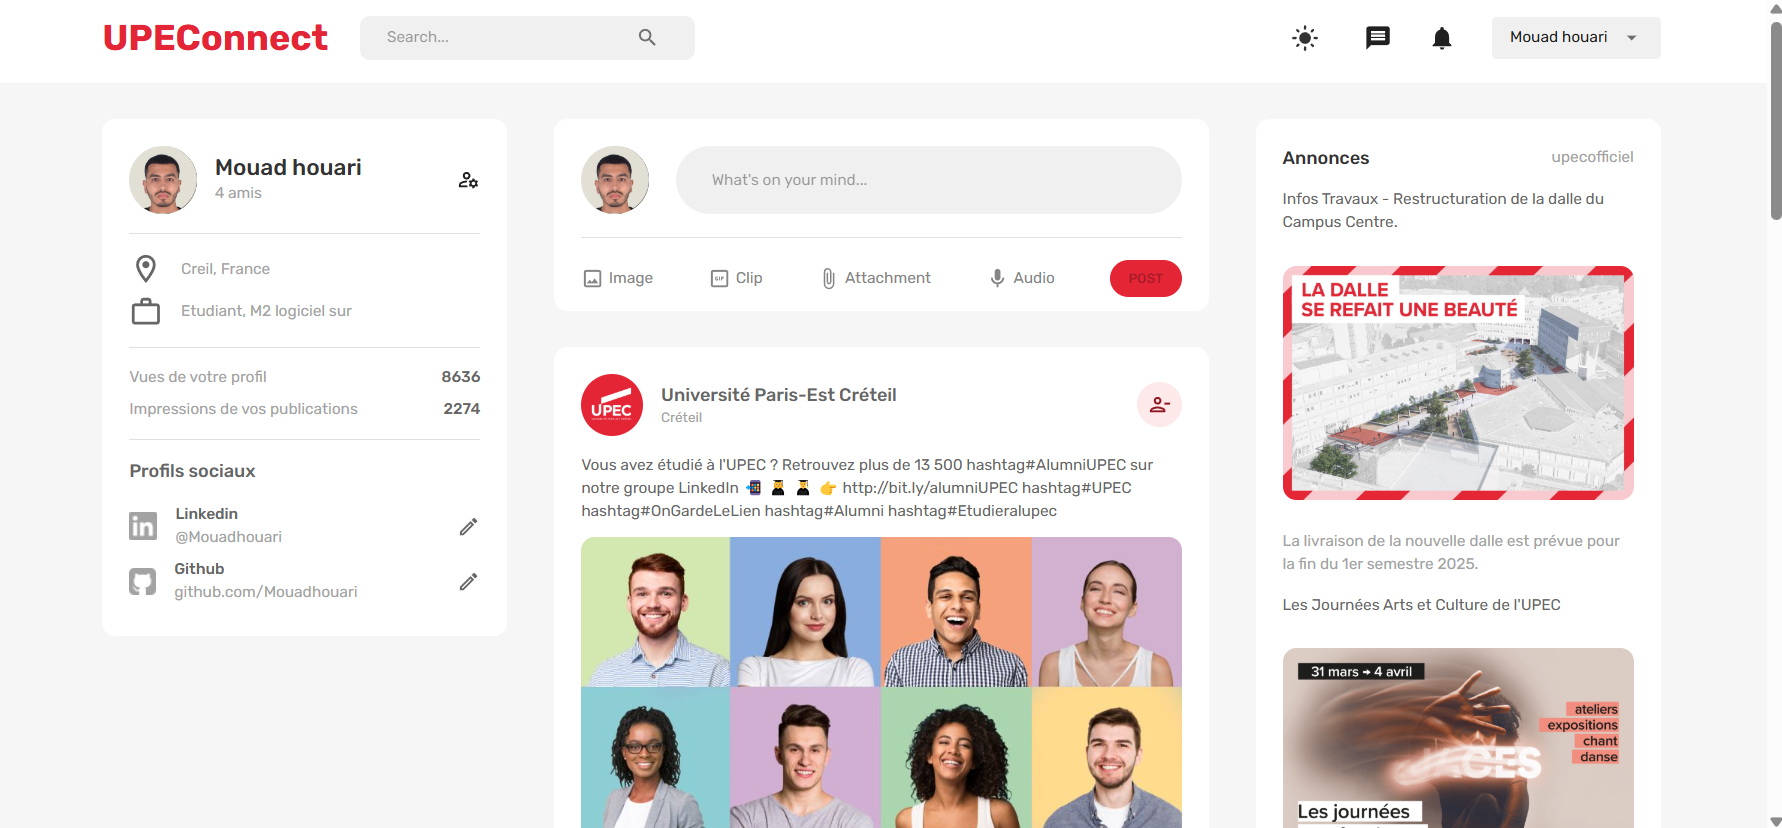 UPEConnect
Search...
Mouad houari
Mouad houari
4 amis
Creil, France
Etudiant, M2 logiciel sur
Vues de votre profil 8636
Impressions de vos publications 2274
Profils sociaux
Linkedin
@Mouadhouari
Github
github.com/Mouadhouari
What's on your mind...
Image Clip Attachment Audio POST
UPEC
Université Paris-Est Créteil
Créteil
Vous avez étudié à l'UPEC ? Retrouvez plus de 13 500 hashtag#AlumniUPEC sur
notre groupe LinkedIn 📲 👩‍🎓 👨‍🎓 👉 http://bit.ly/alumniUPEC hashtag#UPEC
hashtag#OnGardeLeLien hashtag#Alumni hashtag#Etudieralupec
Annonces upecofficiel
Infos Travaux - Restructuration de la dalle du
Campus Centre.
LA DALLE
SE REFAIT UNE BEAUTÉ
La livraison de la nouvelle dalle est prévue pour
la fin du 1er semestre 2025.
Les Journées Arts et Culture de l'UPEC
31 mars → 4 avril
ateliers
expositions
chant
danse
Les journées